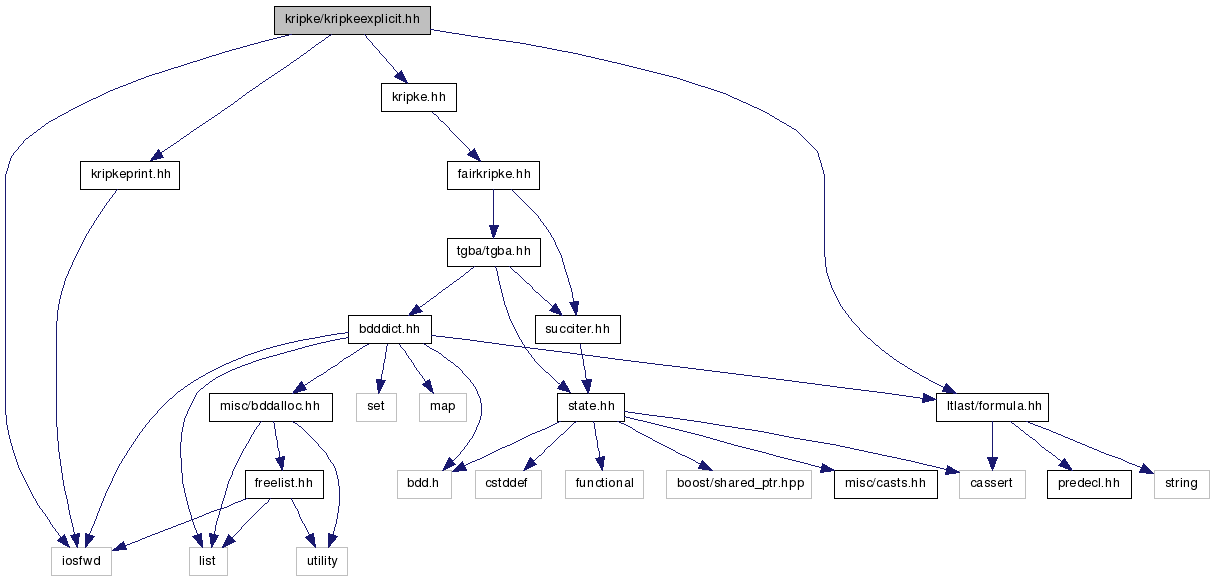 kripke/kripkeexplicit.hh
kripke.hh
kripkeprint.hh
fairkripke.hh
tgba/tgba.hh
bdddict.hh
succiter.hh
misc/bddalloc.hh
set
map
state.hh
ltlast/formula.hh
freelist.hh
bdd.h
cstddef
functional
boost/shared_ptr.hpp
misc/casts.hh
cassert
predecl.hh
string
iosfwd
list
utility